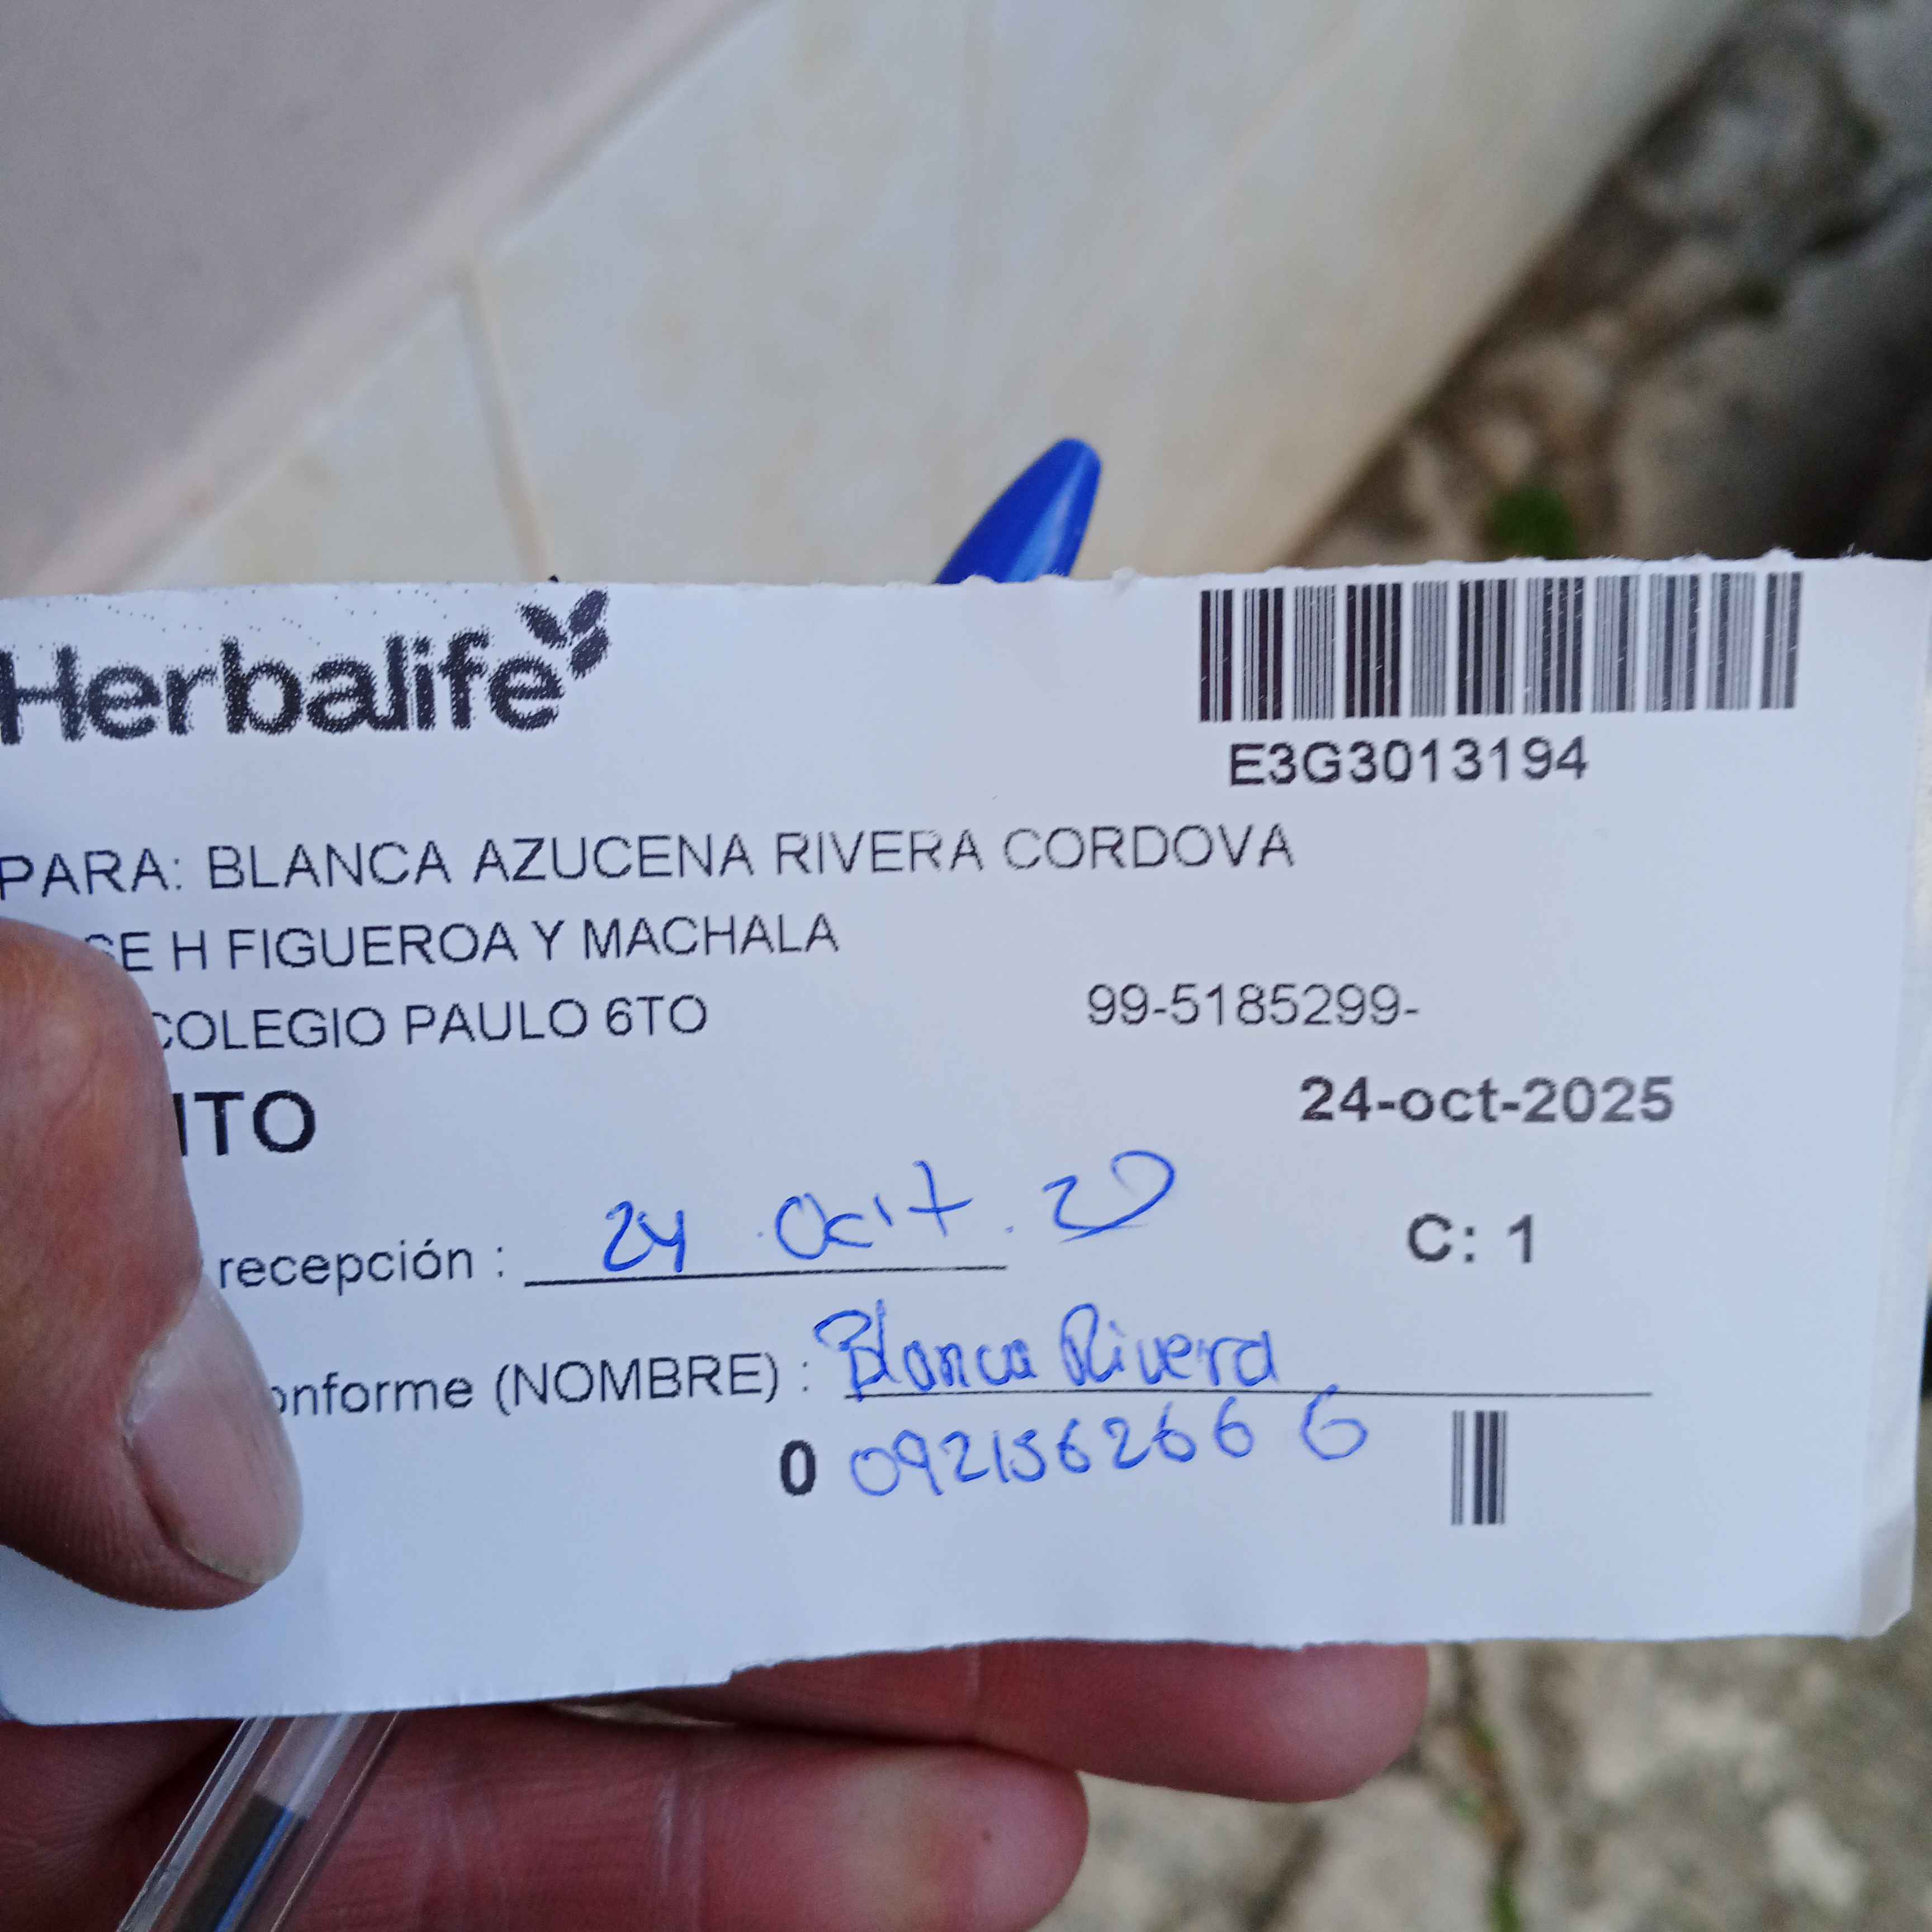 Herbalife
E3G3013194
PARA: BLANCA AZUCENA RIVERA CORDOVA
SE H FIGUEROA Y MACHALA
COLEGIO PAULO 6TO 99-5185299-
ITO 24-oct-2025
recepción : 24 Oct. 20 C: 1
onforme (NOMBRE) : Blanca Rivera
0 0921562666